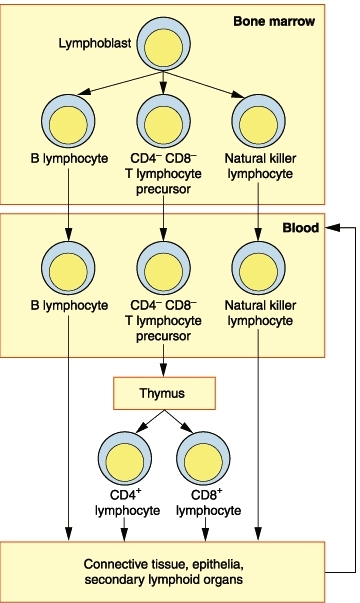 Bone marrow
Lymphoblast
B lymphocyte
CD4⁻ CD8⁻
T lymphocyte
precursor
Natural killer
lymphocyte
Blood
B lymphocyte
CD4⁻ CD8⁻
T lymphocyte
precursor
Natural killer
lymphocyte
Thymus
CD4⁺
lymphocyte
CD8⁺
lymphocyte
Connective tissue, epithelia,
secondary lymphoid organs